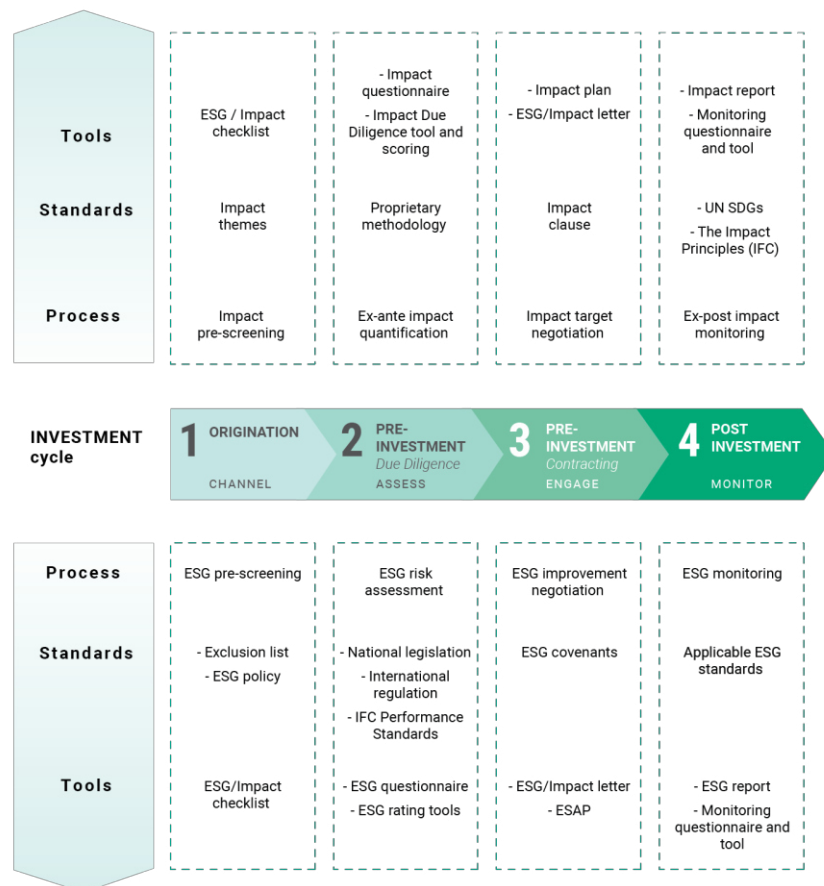 Tools
ESG / Impact
checklist
- Impact
questionnaire
- Impact Due
Diligence tool and
scoring
- Impact plan
- ESG/Impact letter
- Impact report
- Monitoring
questionnaire
and tool
Standards
Impact
themes
Proprietary
methodology
Impact
clause
- UN SDGs
- The Impact
Principles (IFC)
Process
Impact
pre-screening
Ex-ante impact
quantification
Impact target
negotiation
Ex-post impact
monitoring
INVESTMENT
cycle
1
ORIGINATION
CHANNEL
2
PRE-
INVESTMENT
Due Diligence
ASSESS
3
PRE-
INVESTMENT
Contracting
ENGAGE
4
POST
INVESTMENT
MONITOR
Process
ESG pre-screening
ESG risk
assessment
ESG improvement
negotiation
ESG monitoring
Standards
- Exclusion list
- ESG policy
- National legislation
- International
regulation
- IFC Performance
Standards
ESG covenants
Applicable ESG
standards
Tools
ESG/Impact
checklist
- ESG questionnaire
- ESG rating tools
- ESG/Impact letter
- ESAP
- ESG report
- Monitoring
questionnaire and
tool